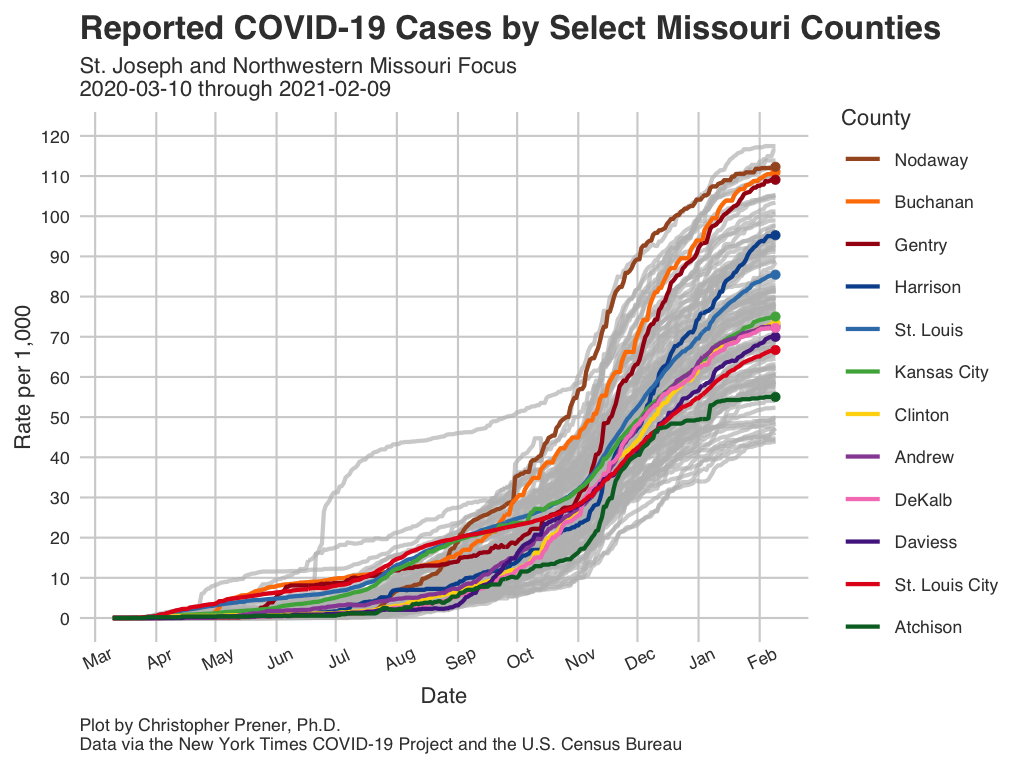 Reported COVID-19 Cases by Select Missouri Counties
St. Joseph and Northwestern Missouri Focus
2020-03-10 through 2021-02-09
Rate per 1,000
120
110
100
90
80
70
60
50
40
30
20
10
0
Mar Apr May Jun Jul Aug Sep Oct Nov Dec Jan Feb
Date
County
Nodaway
Buchanan
Gentry
Harrison
St. Louis
Kansas City
Clinton
Andrew
DeKalb
Daviess
St. Louis City
Atchison
Plot by Christopher Prener, Ph.D.
Data via the New York Times COVID-19 Project and the U.S. Census Bureau